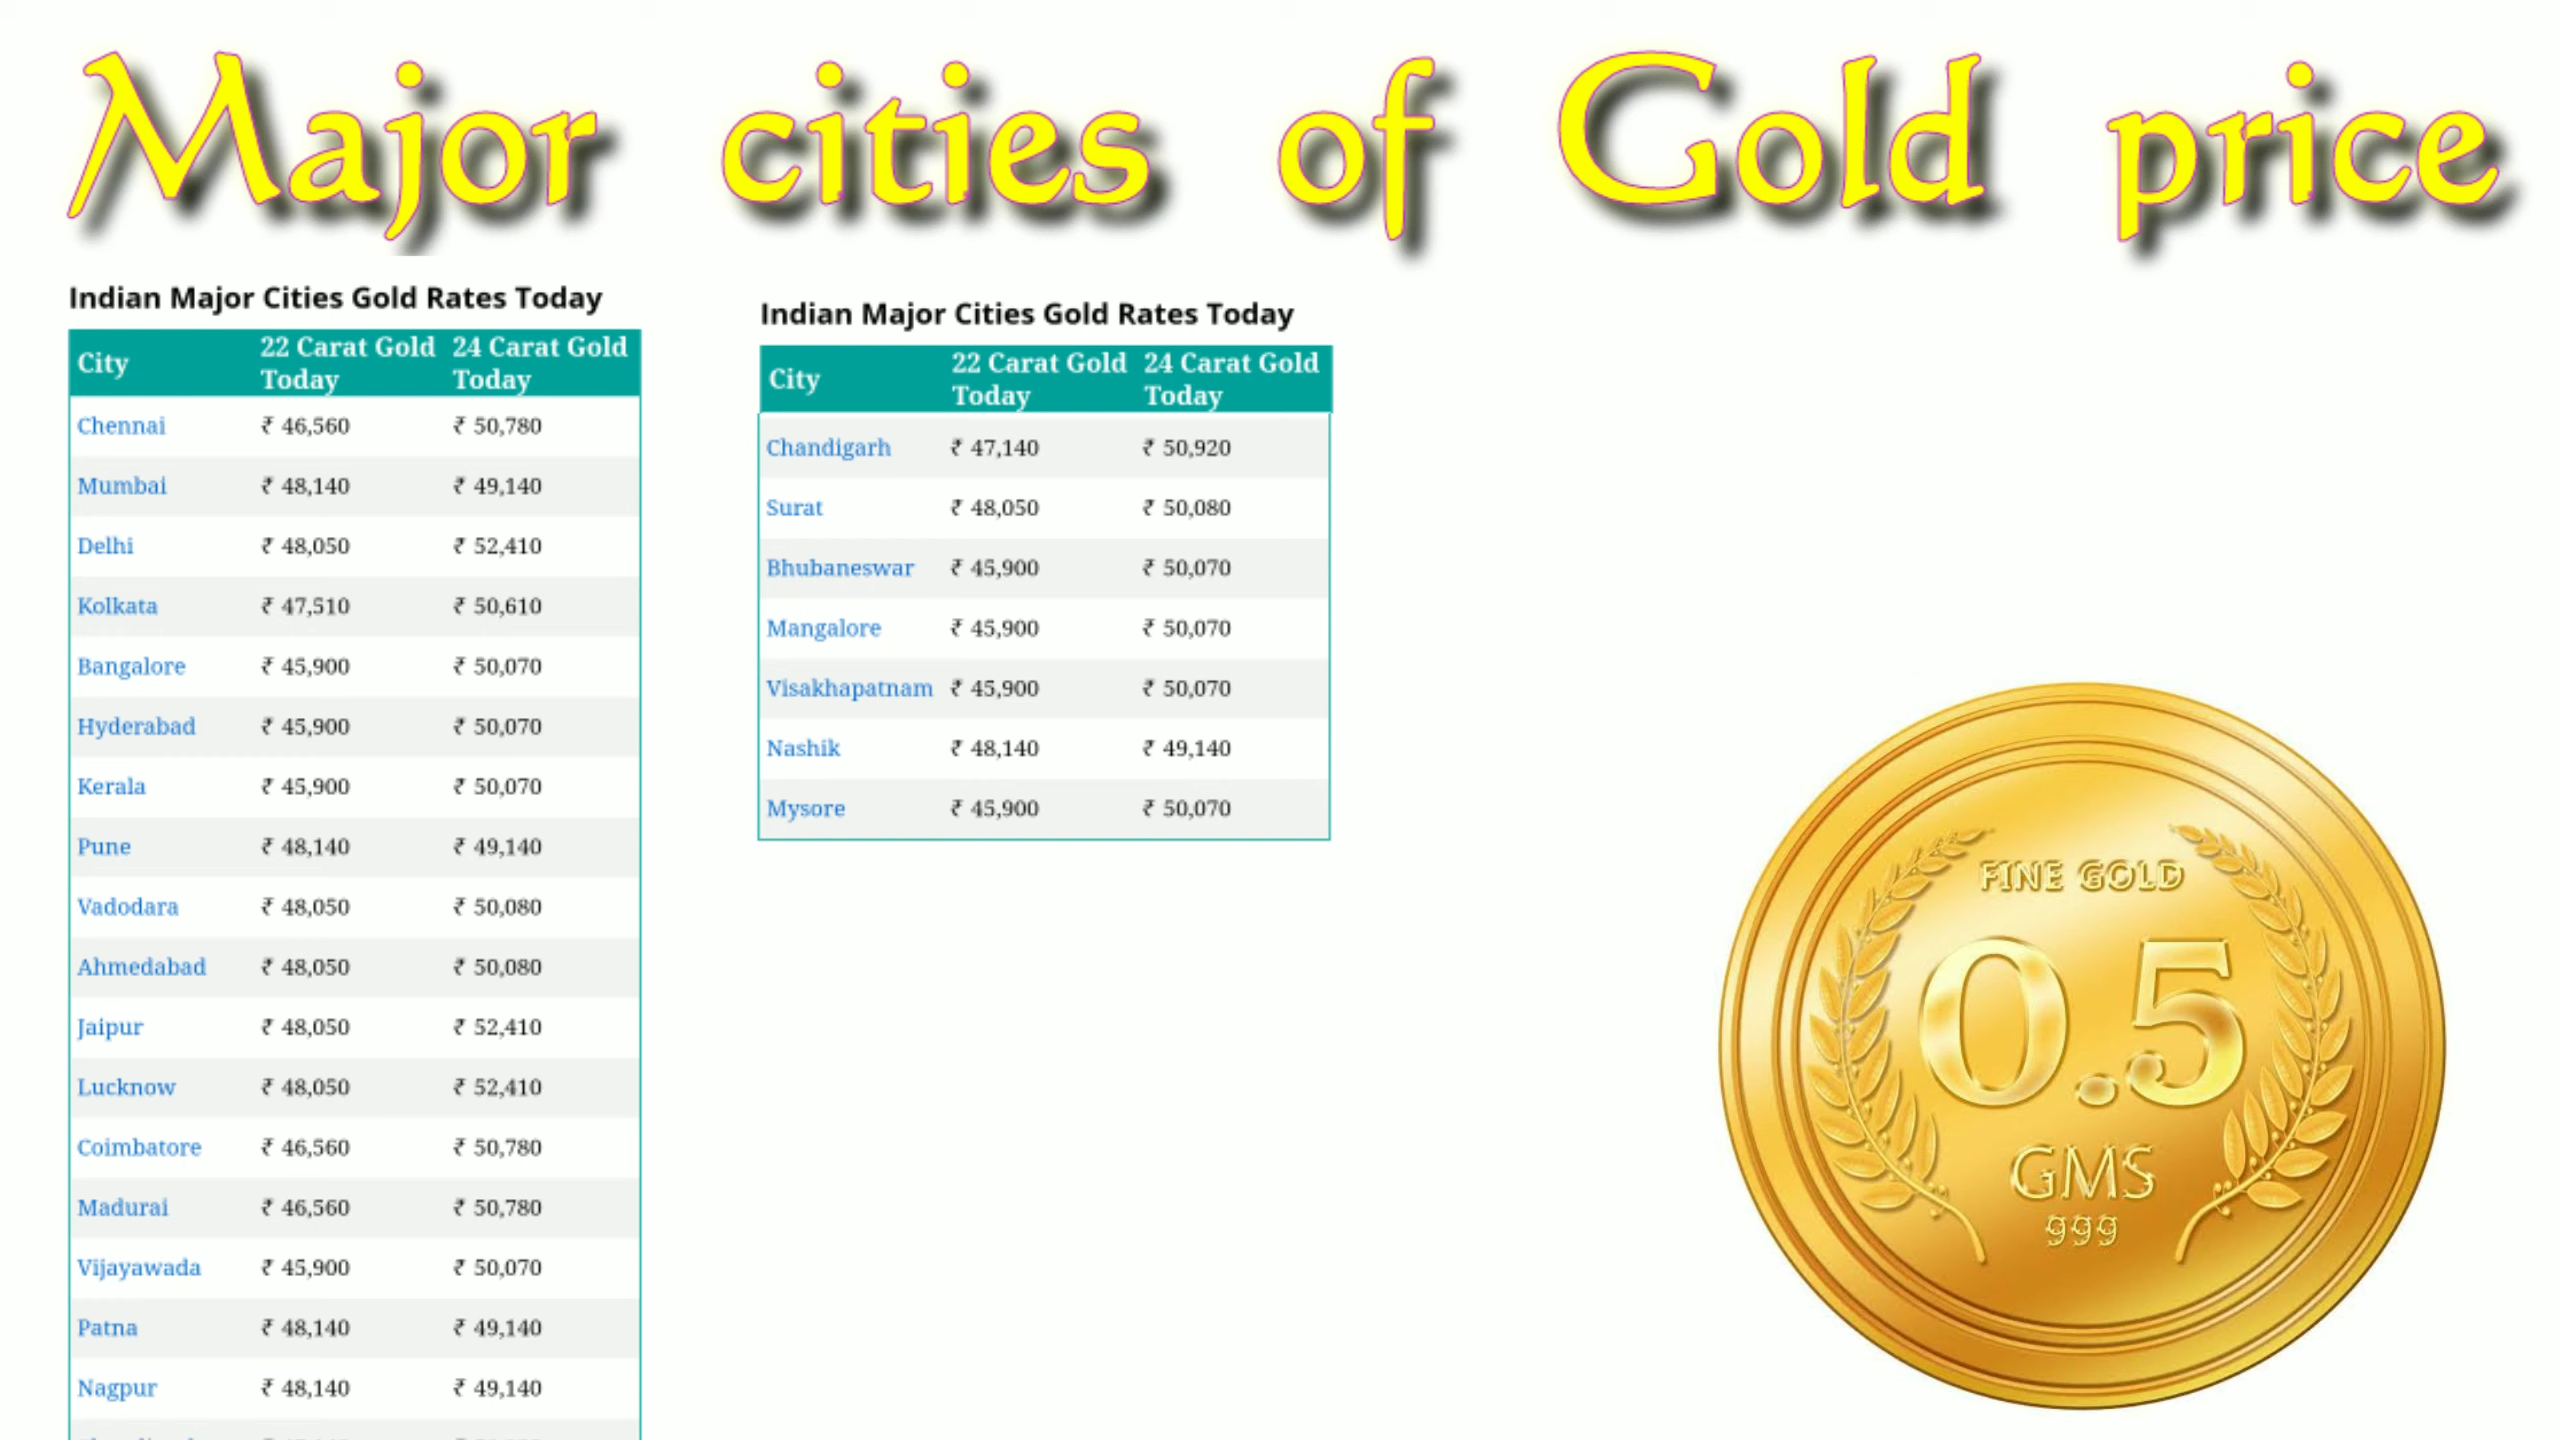 Major cities of Gold price
Indian Major Cities Gold Rates Today
City 22 Carat Gold Today 24 Carat Gold Today
Chennai ₹ 46,560 ₹ 50,780
Mumbai ₹ 48,140 ₹ 49,140
Delhi ₹ 48,050 ₹ 52,410
Kolkata ₹ 47,510 ₹ 50,610
Bangalore ₹ 45,900 ₹ 50,070
Hyderabad ₹ 45,900 ₹ 50,070
Kerala ₹ 45,900 ₹ 50,070
Pune ₹ 48,140 ₹ 49,140
Vadodara ₹ 48,050 ₹ 50,080
Ahmedabad ₹ 48,050 ₹ 50,080
Jaipur ₹ 48,050 ₹ 52,410
Lucknow ₹ 48,050 ₹ 52,410
Coimbatore ₹ 46,560 ₹ 50,780
Madurai ₹ 46,560 ₹ 50,780
Vijayawada ₹ 45,900 ₹ 50,070
Patna ₹ 48,140 ₹ 49,140
Nagpur ₹ 48,140 ₹ 49,140
Indian Major Cities Gold Rates Today
City 22 Carat Gold Today 24 Carat Gold Today
Chandigarh ₹ 47,140 ₹ 50,920
Surat ₹ 48,050 ₹ 50,080
Bhubaneswar ₹ 45,900 ₹ 50,070
Mangalore ₹ 45,900 ₹ 50,070
Visakhapatnam ₹ 45,900 ₹ 50,070
Nashik ₹ 48,140 ₹ 49,140
Mysore ₹ 45,900 ₹ 50,070
FINE GOLD
0.5
GMS
999